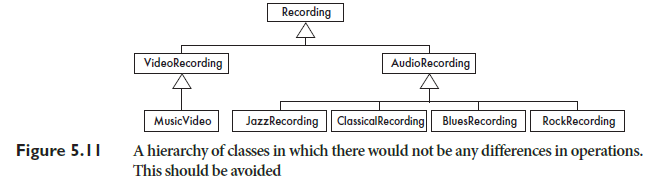 Recording
VideoRecording AudioRecording
MusicVideo JazzRecording ClassicalRecording BluesRecording RockRecording
Figure 5.11 A hierarchy of classes in which there would not be any differences in operations.
This should be avoided